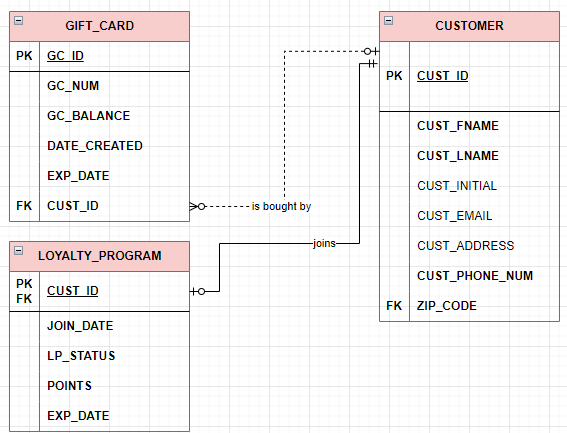 GIFT_CARD
PK GC_ID
GC_NUM
GC_BALANCE
DATE_CREATED
EXP_DATE
FK CUST_ID
is bought by
CUSTOMER
PK CUST_ID
CUST_FNAME
CUST_LNAME
CUST_INITIAL
CUST_EMAIL
CUST_ADDRESS
CUST_PHONE_NUM
FK ZIP_CODE
joins
LOYALTY_PROGRAM
PK
FK CUST_ID
JOIN_DATE
LP_STATUS
POINTS
EXP_DATE